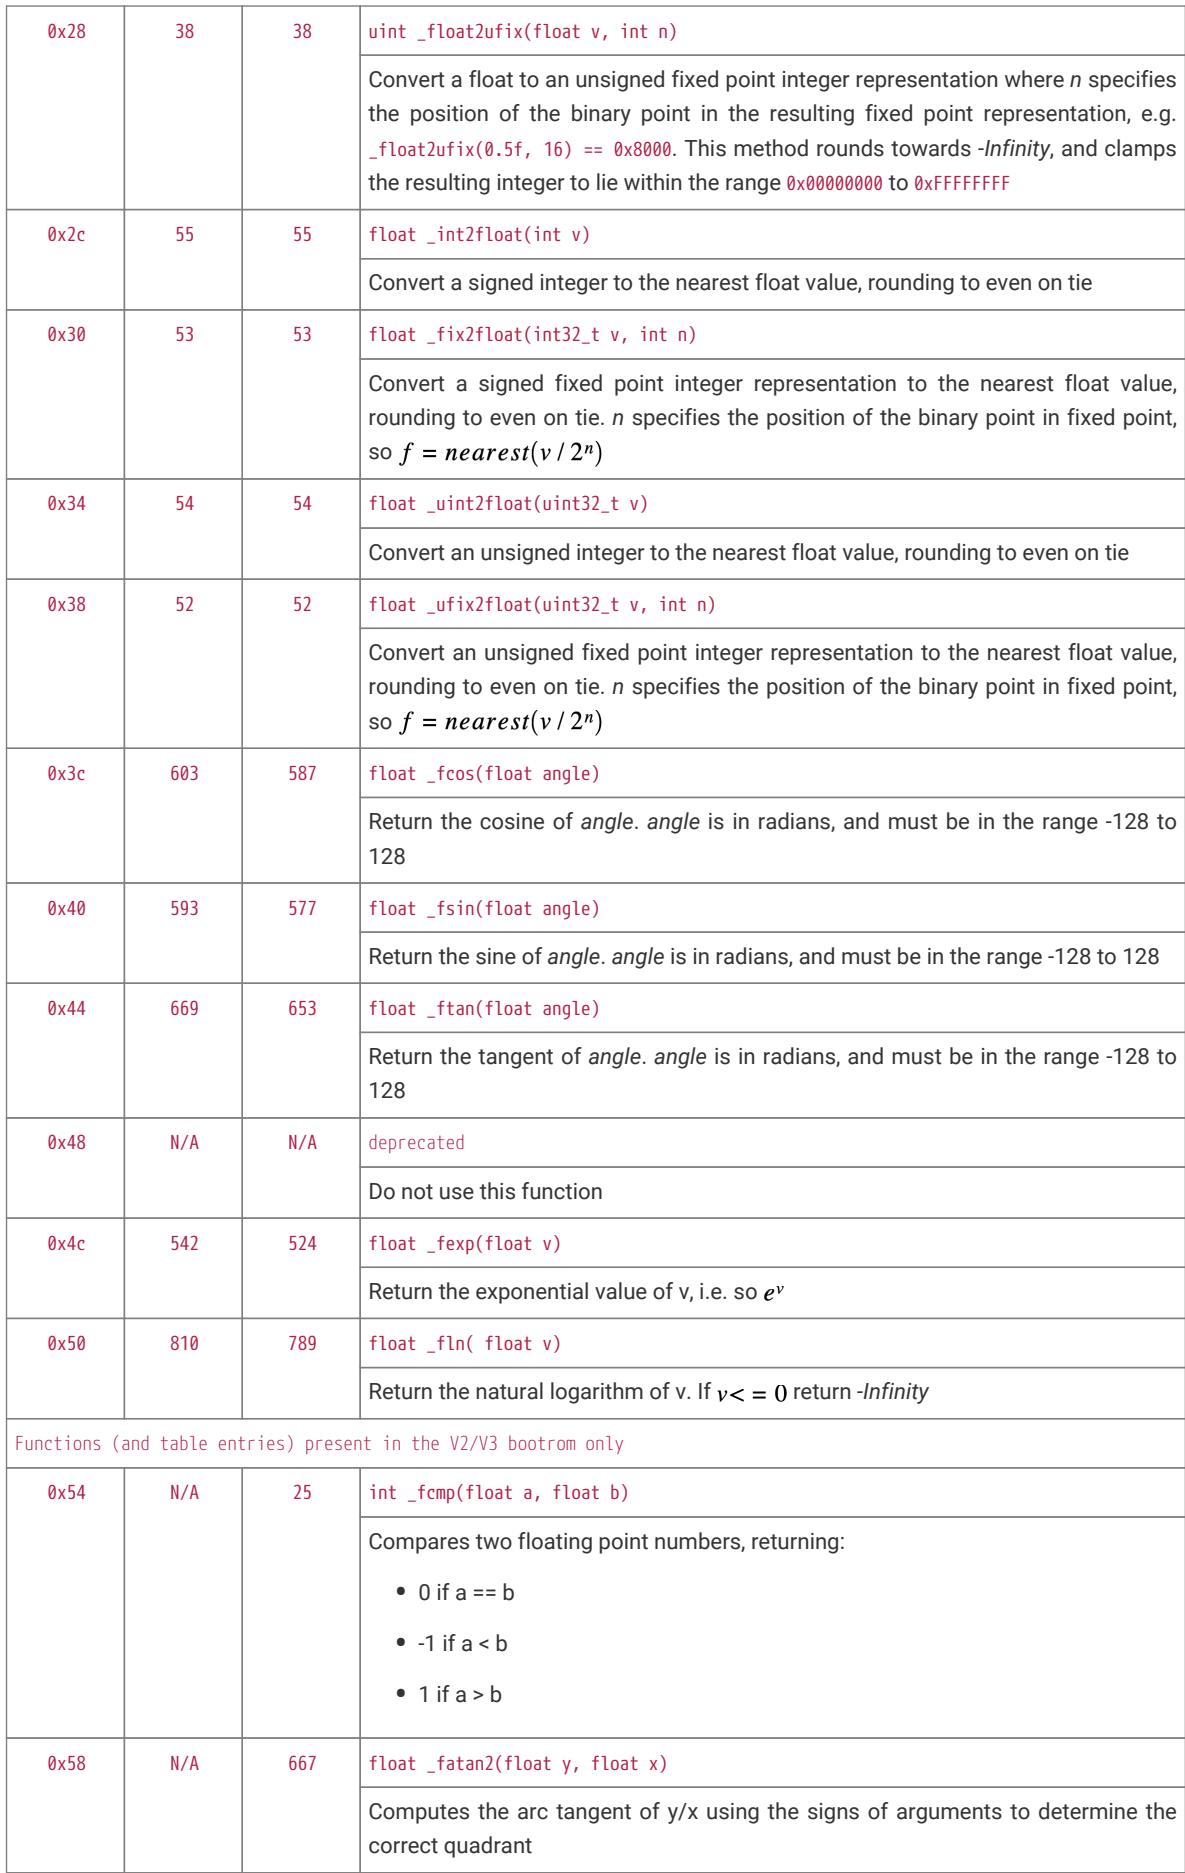 0x28 38 38 uint _float2ufix(float v, int n)
Convert a float to an unsigned fixed point integer representation where n specifies
the position of the binary point in the resulting fixed point representation, e.g.
_float2ufix(0.5f, 16) == 0x8000. This method rounds towards -Infinity, and clamps
the resulting integer to lie within the range 0x00000000 to 0xFFFFFFFF
0x2c 55 55 float _int2float(int v)
Convert a signed integer to the nearest float value, rounding to even on tie
0x30 53 53 float _fix2float(int32_t v, int n)
Convert a signed fixed point integer representation to the nearest float value,
rounding to even on tie. n specifies the position of the binary point in fixed point,
so f = nearest(v / 2ⁿ)
0x34 54 54 float _uint2float(uint32_t v)
Convert an unsigned integer to the nearest float value, rounding to even on tie
0x38 52 52 float _ufix2float(uint32_t v, int n)
Convert an unsigned fixed point integer representation to the nearest float value,
rounding to even on tie. n specifies the position of the binary point in fixed point,
so f = nearest(v / 2ⁿ)
0x3c 603 587 float _fcos(float angle)
Return the cosine of angle. angle is in radians, and must be in the range -128 to
128
0x40 593 577 float _fsin(float angle)
Return the sine of angle. angle is in radians, and must be in the range -128 to 128
0x44 669 653 float _ftan(float angle)
Return the tangent of angle. angle is in radians, and must be in the range -128 to
128
0x48 N/A N/A deprecated
Do not use this function
0x4c 542 524 float _fexp(float v)
Return the exponential value of v, i.e. so eᵛ
0x50 810 789 float _fln( float v)
Return the natural logarithm of v. If v< = 0 return -Infinity
Functions (and table entries) present in the V2/V3 bootrom only
0x54 N/A 25 int _fcmp(float a, float b)
Compares two floating point numbers, returning:
• 0 if a == b
• -1 if a < b
• 1 if a > b
0x58 N/A 667 float _fatan2(float y, float x)
Computes the arc tangent of y/x using the signs of arguments to determine the
correct quadrant